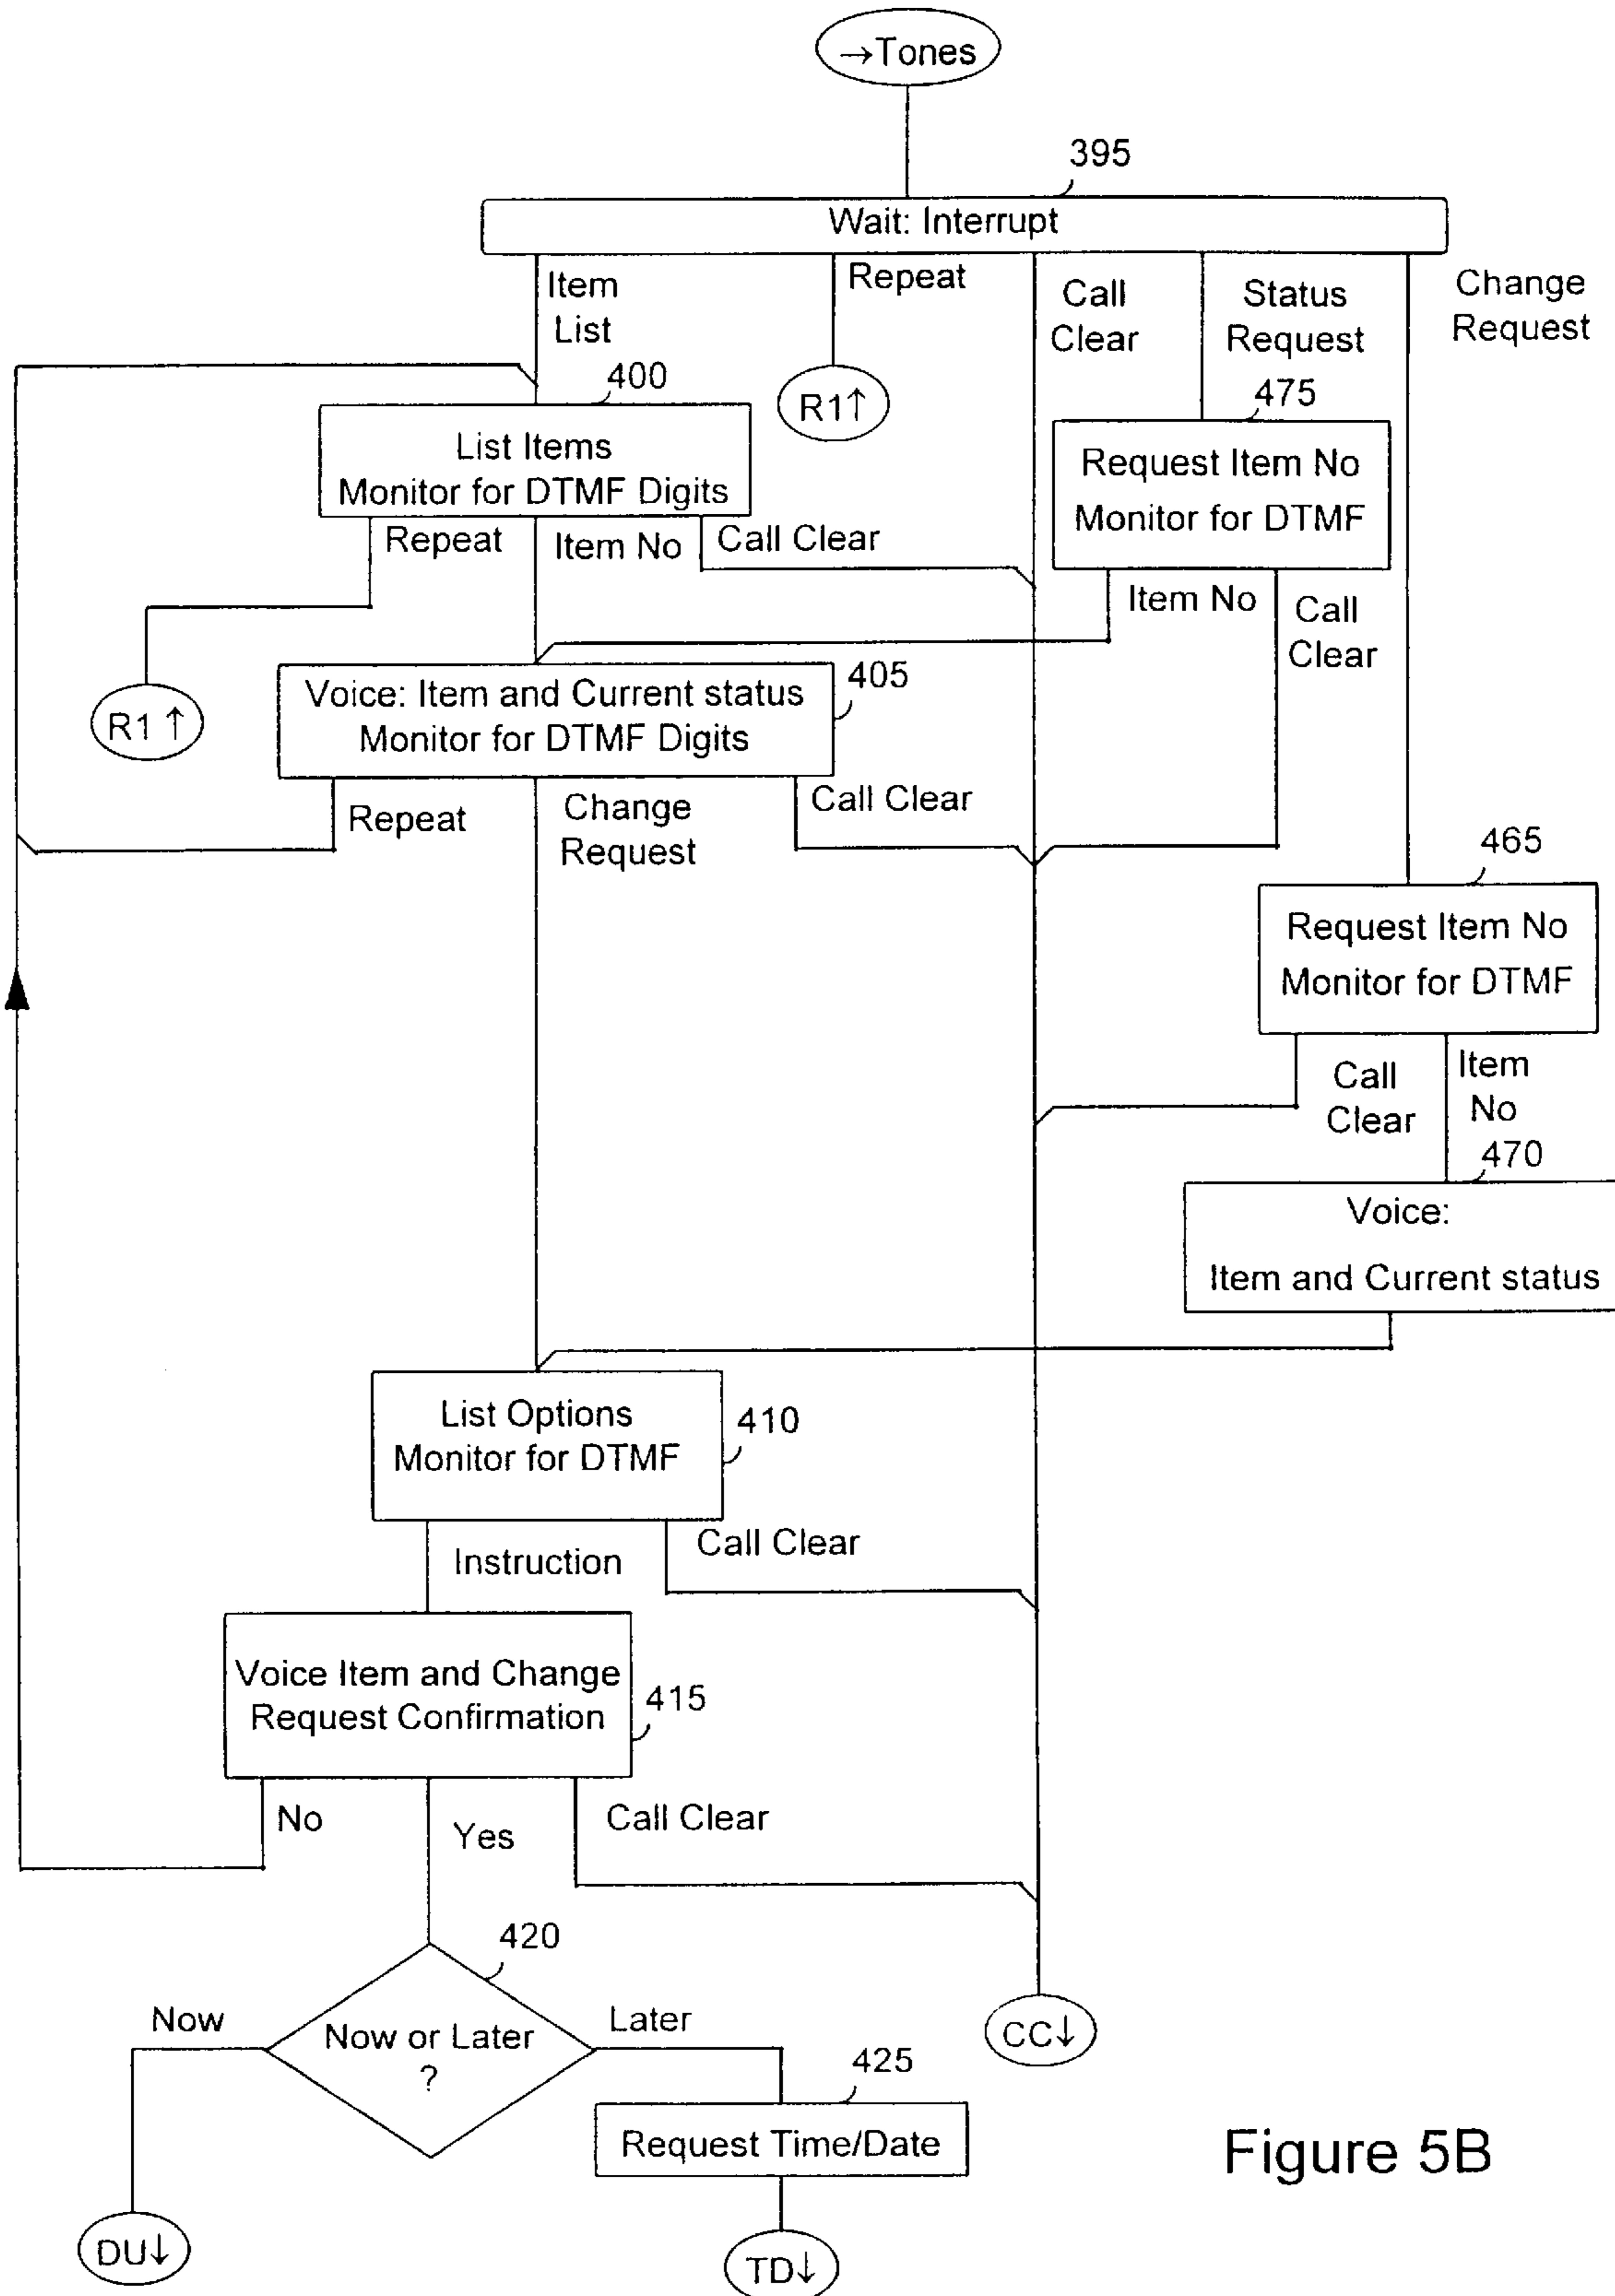 →Tones
395
Wait: Interrupt
Item
List
Repeat
Call
Clear
Status
Request
Change
Request
400
List Items
Monitor for DTMF Digits
R1↑
475
Request Item No
Monitor for DTMF
Repeat
Item No
Call Clear
Item No
Call
Clear
R1 ↑
405
Voice: Item and Current status
Monitor for DTMF Digits
Repeat
Change
Request
Call Clear
465
Request Item No
Monitor for DTMF
Call
Clear
Item
No
470
Voice:
Item and Current status
List Options
Monitor for DTMF
410
Instruction
Call Clear
Voice Item and Change
Request Confirmation
415
No
Yes
Call Clear
420
Now
Now or Later
?
Later
CC↓
425
Request Time/Date
DU↓
TD↓
Figure 5B